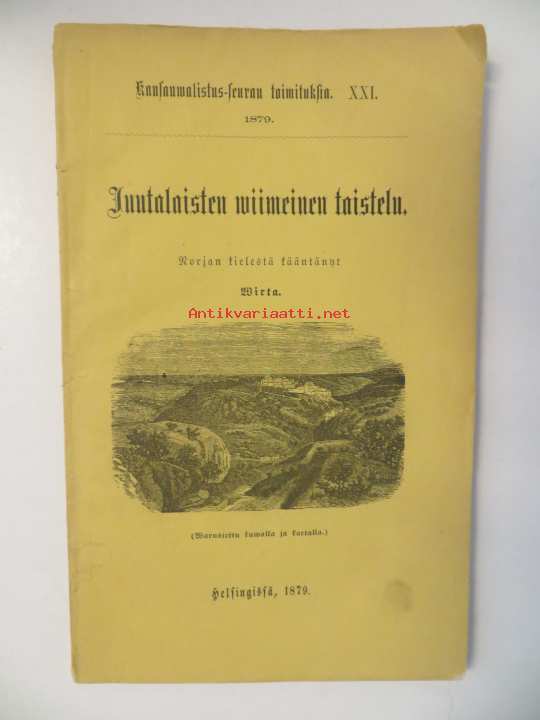 Kansanwalistus-seuran toimituksia. XXI.
1879.
Juutalaisten wiimeinen taistelu.
Norjan kielestä kääntänyt
Wirta.
Antikvariaatti.net
(Warustettu kuwalla ja kartalla.)
Helsingissä, 1879.